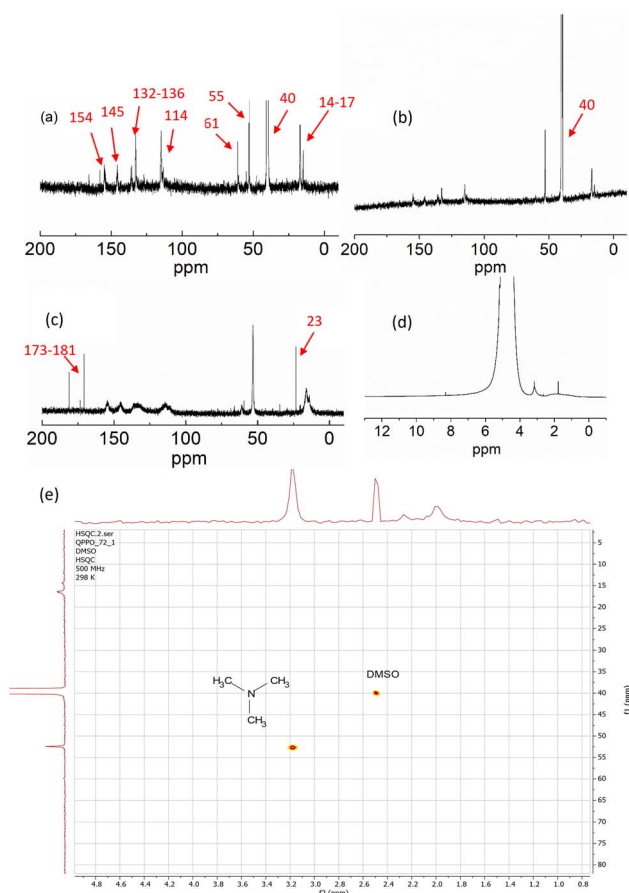 (a)
154
145
132-136
114
61
55
40
14-17
200 150 100 50 0
ppm
(b)
40
200 150 100 50 0
ppm
(c)
173-181
23
200 150 100 50 0
ppm
(d)
12 10 8 6 4 2 0
ppm
(e)
HSQC.2.ser
QPPO_72_1
DMSO
HSQC
500 MHz
298 K
H₃C
CH₃
N
CH₃
DMSO
5
10
15
20
25
30
35
40
45
50
55
60
65
70
75
80
f1 (ppm)
4.8 4.6 4.4 4.2 4.0 3.8 3.6 3.4 3.2 3.0 2.8 2.6 2.4 2.2 2.0 1.8 1.6 1.4 1.2 1.0 0.8
f2 (ppm)